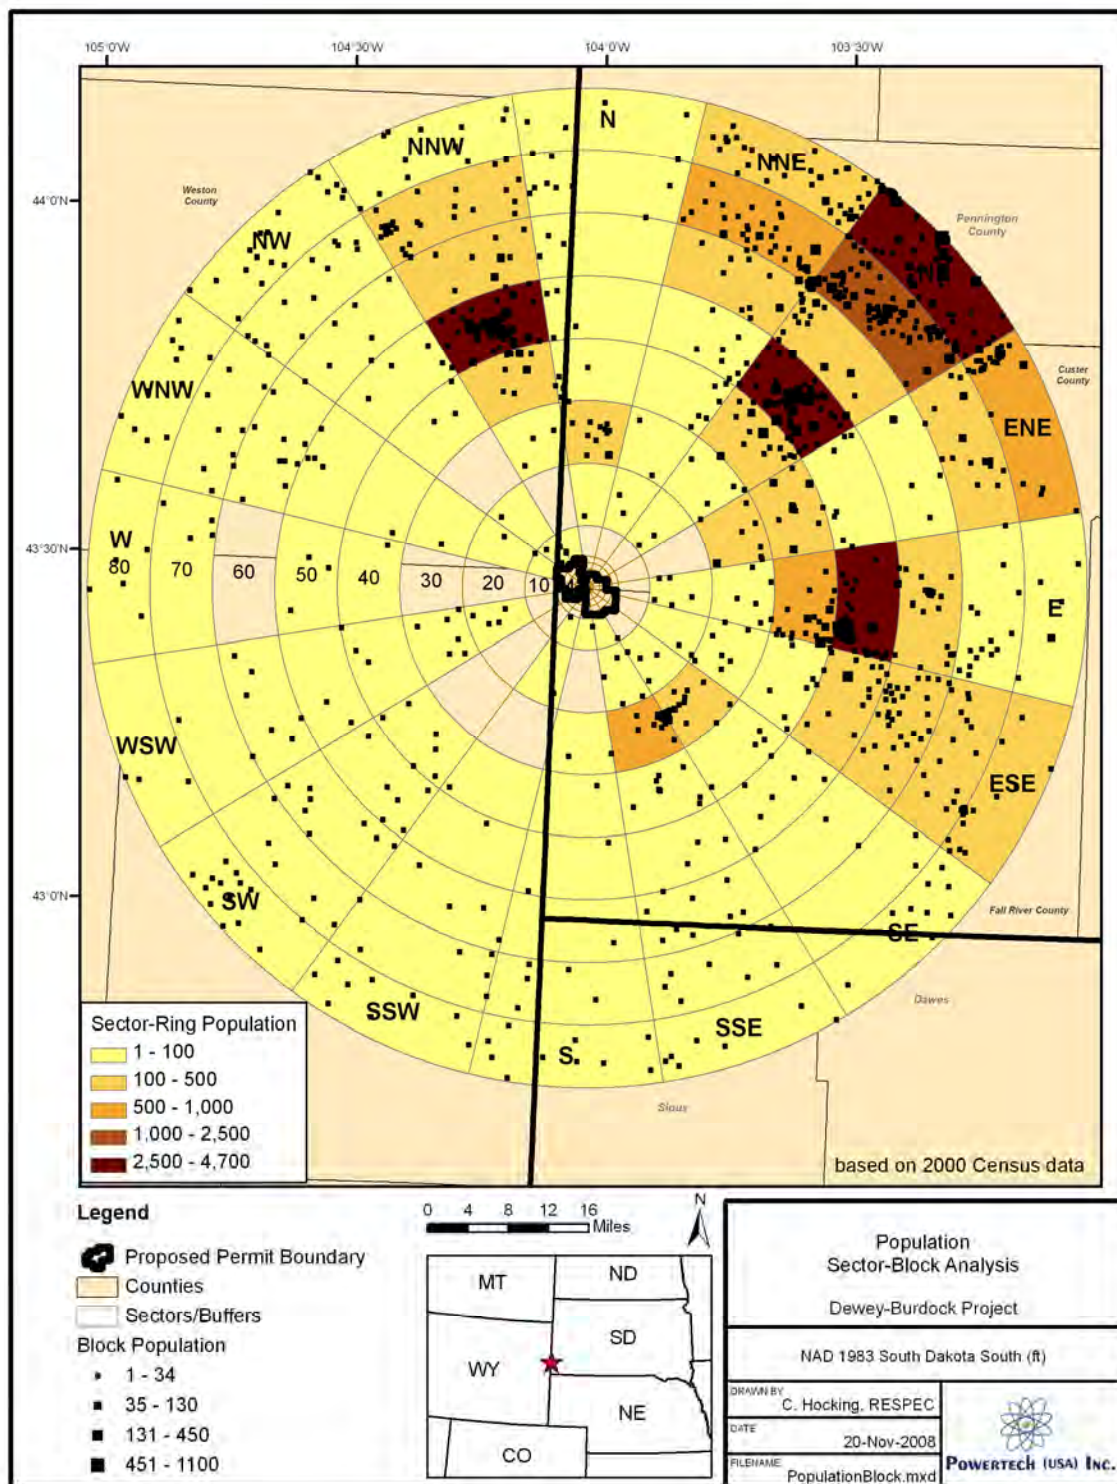 105°0'W 104°30'W 104°0'W 103°30'W
N
NNW
NNE
Weston
County
44°0'N
Pennington
County
NW
Custer
County
WNW
ENE
43°30'N
W
80 70 60 50 40 30 20 10
E
WSW
ESE
43°0'N
SW
Fall River County
SE
Dawes
SSW
SSE
S
Sioux
Sector-Ring Population
1 - 100
100 - 500
500 - 1,000
1,000 - 2,500
2,500 - 4,700
based on 2000 Census data
Legend
Proposed Permit Boundary
Counties
Sectors/Buffers
Block Population
1 - 34
35 - 130
131 - 450
451 - 1100
0 4 8 12 16
Miles
N
MT
ND
SD
WY
NE
CO
Population
Sector-Block Analysis
Dewey-Burdock Project
NAD 1983 South Dakota South (ft)
DRAWN BY
C. Hocking, RESPEC
DATE
20-Nov-2008
FILENAME
PopulationBlock.mxd
POWERTECH (USA) INC.